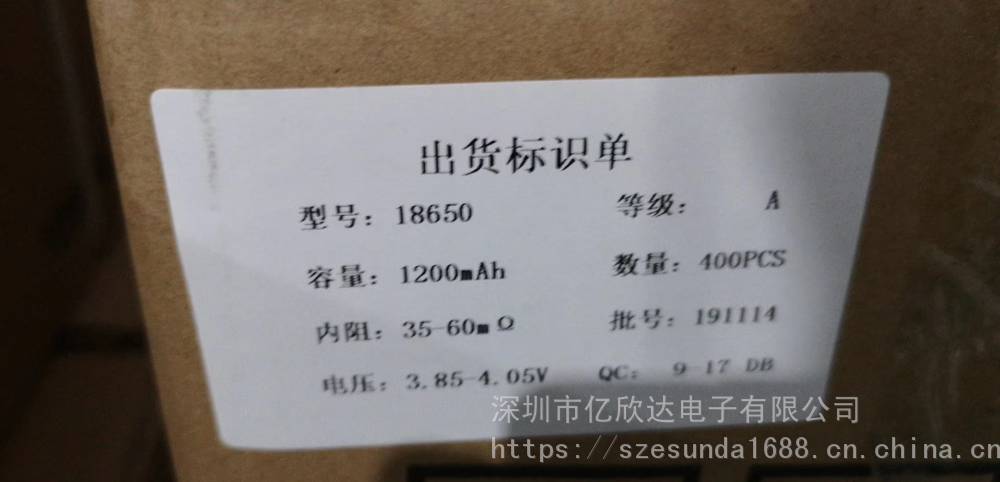 出货标识单
型号：18650 等级： A
容量：1200mAh 数量：400PCS
内阻：35-60mΩ 批号：191114
电压：3.85-4.05V QC： 9-17 DB
深圳市亿欣达电子有限公司
https://szesunda1688.cn.china.cn